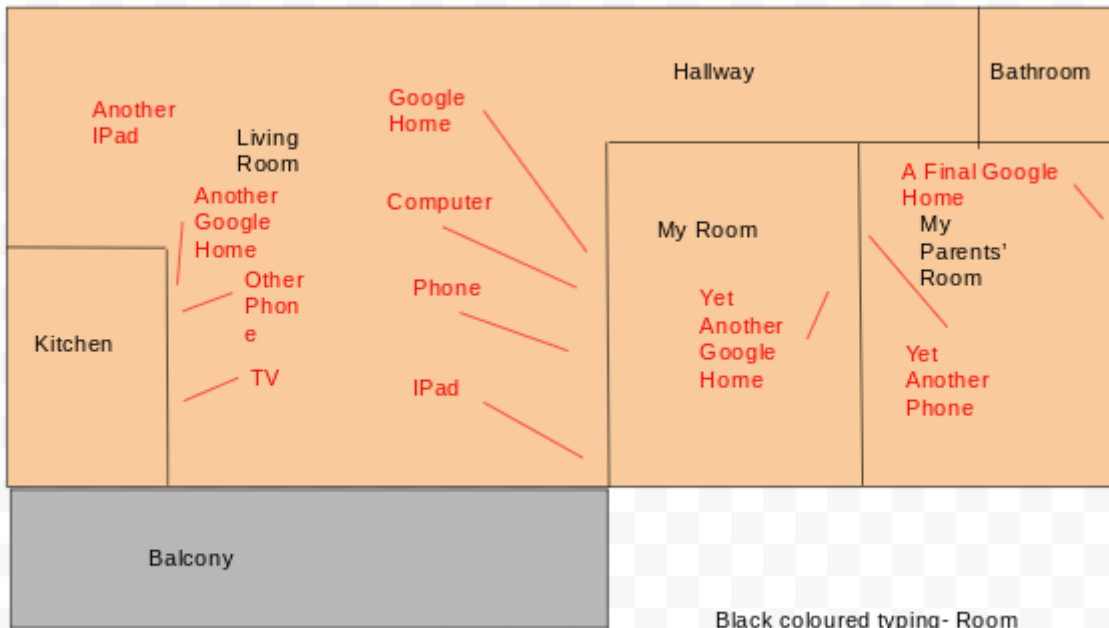 Hallway
Bathroom
Another
IPad
Google
Home
Living
Room
A Final Google
Home
Another
Google
Home
Computer
My Room
My
Parents'
Room
Other
Phon
e
Phone
Yet
Another
Google
Home
Kitchen
TV
IPad
Yet
Another
Phone
Balcony
Black coloured typing- Room